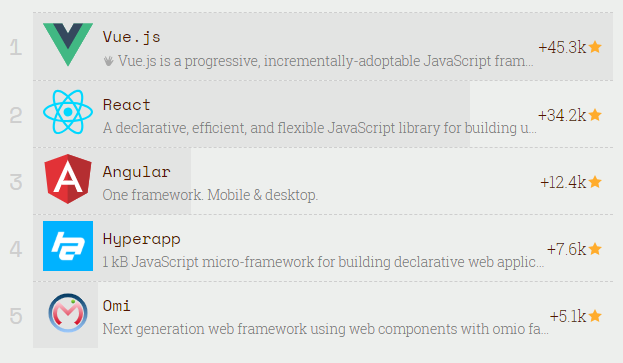 1
Vue.js
🖖 Vue.js is a progressive, incrementally-adoptable JavaScript fram...
+45.3k
2
React
A declarative, efficient, and flexible JavaScript library for building u...
+34.2k
3
Angular
One framework. Mobile & desktop.
+12.4k
4
Hyperapp
1 kB JavaScript micro-framework for building declarative web applic...
+7.6k
5
Omi
Next generation web framework using web components with omio fa...
+5.1k